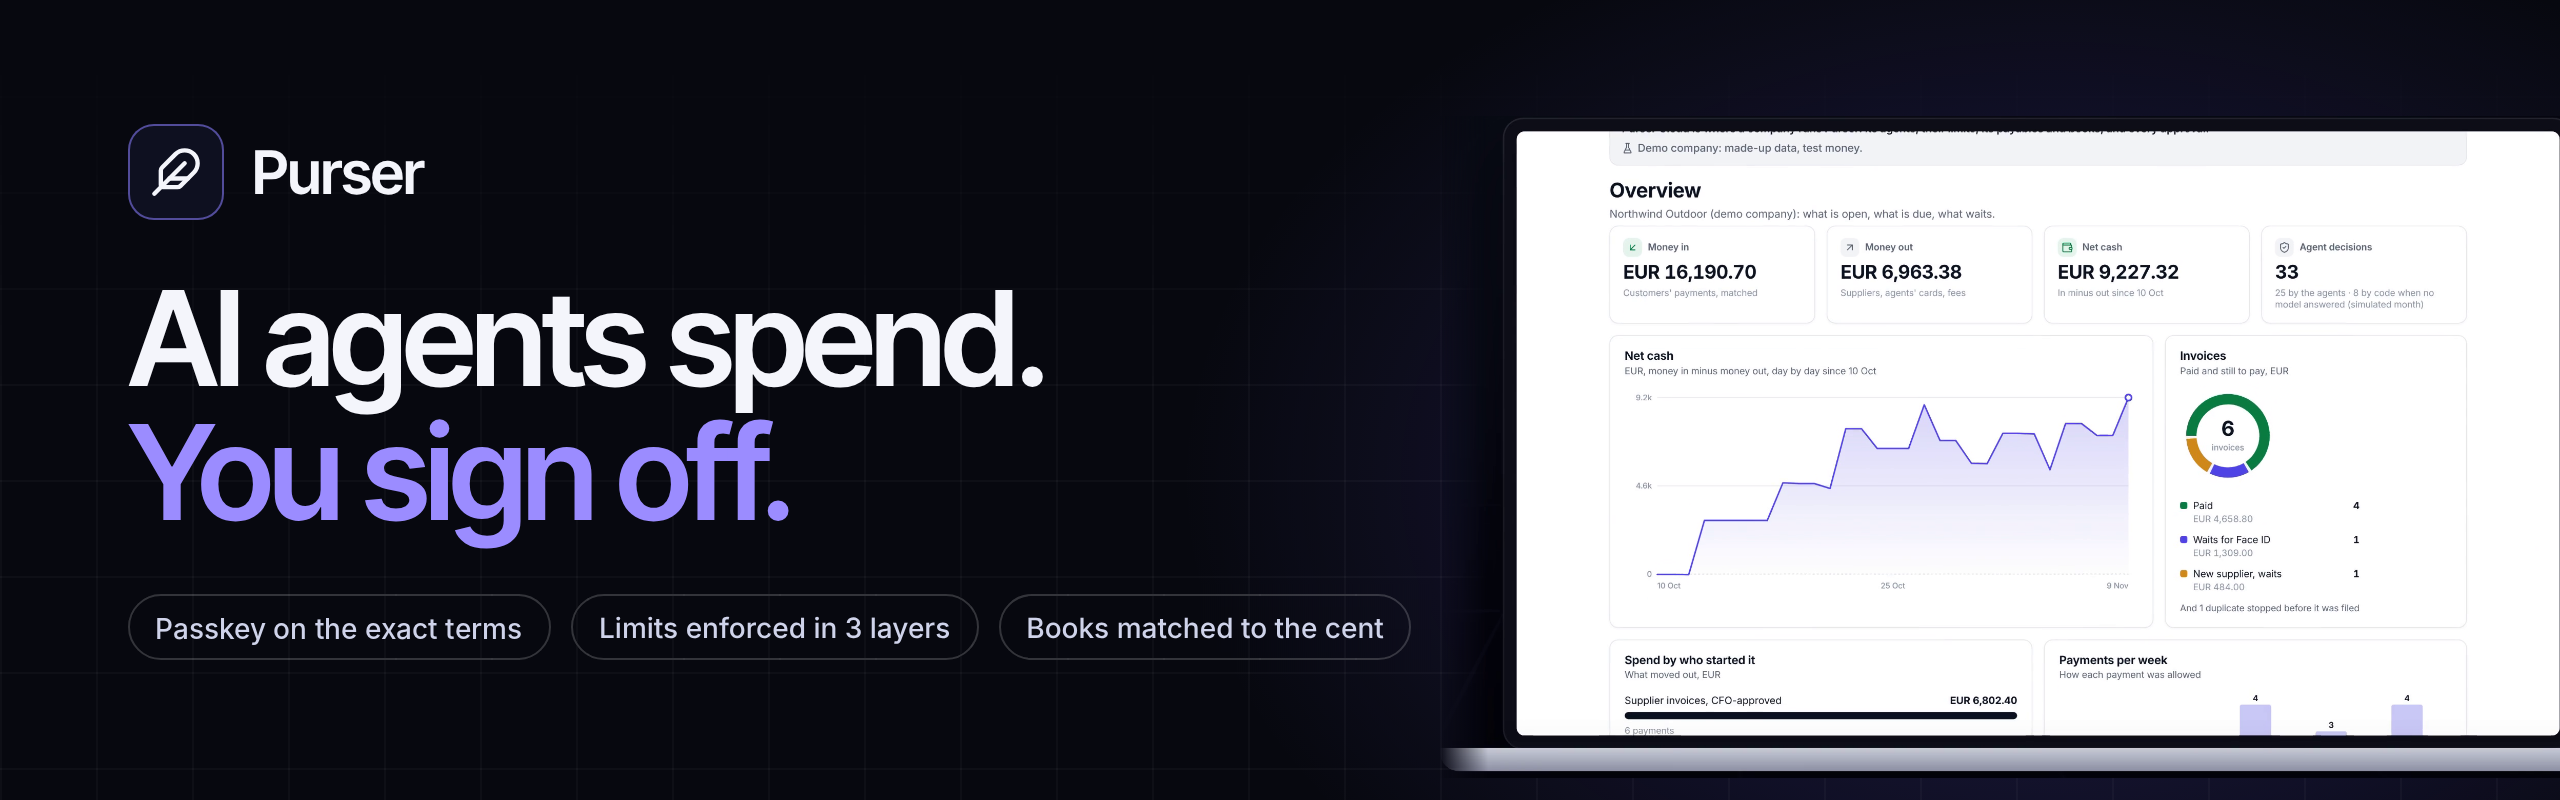 Purser
AI agents spend.
You sign off.
Passkey on the exact terms
Limits enforced in 3 layers
Books matched to the cent
Demo company: made-up data, test money.
Overview
Northwind Outdoor (demo company): what is open, what is due, what waits.
Money in
EUR 16,190.70
Customers' payments, matched
Money out
EUR 6,963.38
Suppliers, agents' cards, fees
Net cash
EUR 9,227.32
In minus out since 10 Oct
Agent decisions
33
25 by the agents · 8 by code when no
model answered (simulated month)
Net cash
EUR, money in minus money out, day by day since 10 Oct
9.2k
4.6k
0
10 Oct
25 Oct
9 Nov
Invoices
Paid and still to pay, EUR
6
invoices
Paid 4
EUR 4,658.80
Waits for Face ID 1
EUR 1,309.00
New supplier, waits 1
EUR 484.00
And 1 duplicate stopped before it was filed
Spend by who started it
What moved out, EUR
Supplier invoices, CFO-approved EUR 6,802.40
6 payments
Payments per week
How each payment was allowed
4
3
4